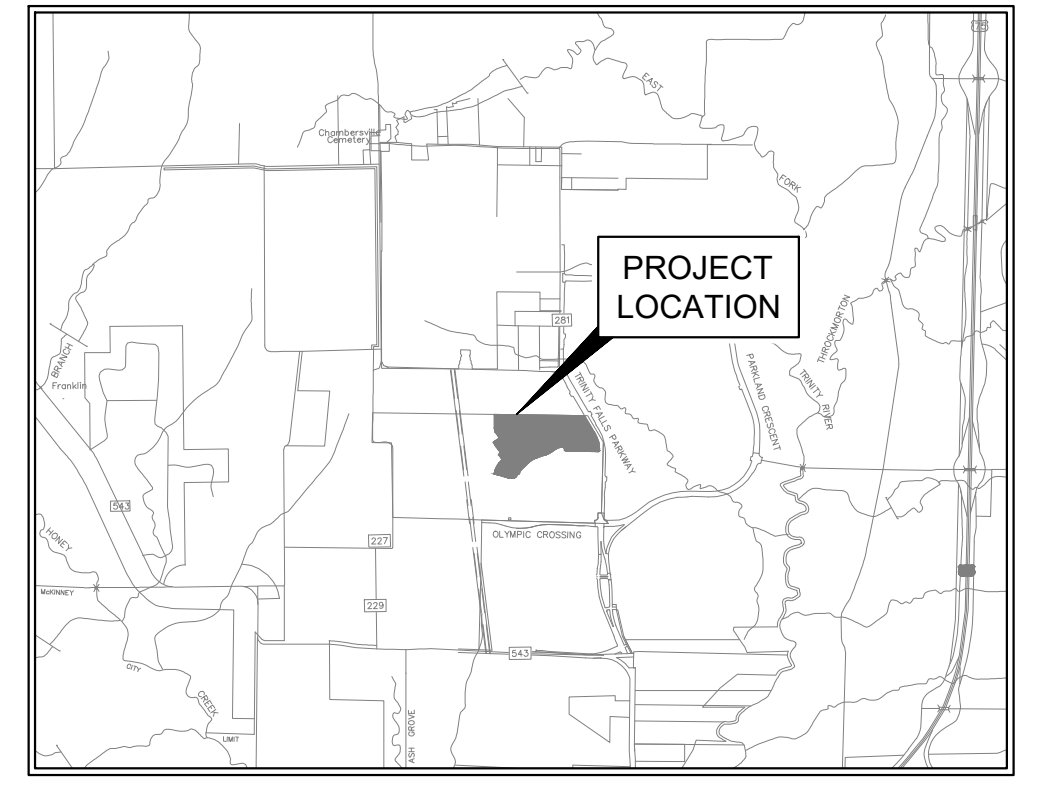 75
EAST
Chambersville
Cemetery
FORK
PROJECT
LOCATION
281
THROCKMORTON
BRANCH
Franklin
TRINITY FALLS PARKWAY
PARKLAND CRESCENT
TRINITY RIVER
543
HONEY
227
OLYMPIC CROSSING
McKINNEY
229
543
CITY
CREEK
LIMIT
ASH GROVE